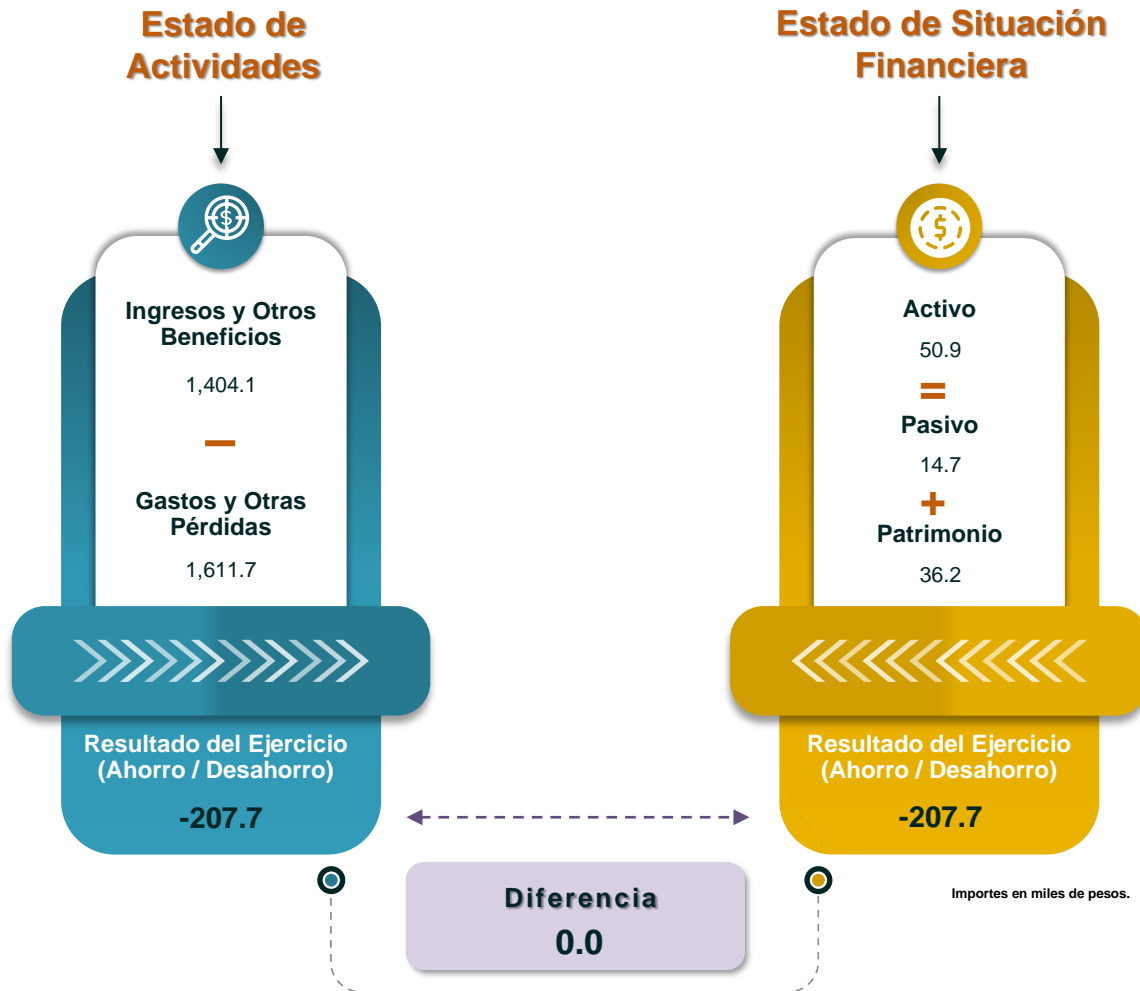 Estado de
Actividades
Ingresos y Otros
Beneficios
1,404.1
–
Gastos y Otras
Pérdidas
1,611.7
Resultado del Ejercicio
(Ahorro / Desahorro)
-207.7
Estado de Situación
Financiera
$
Activo
50.9
=
Pasivo
14.7
+
Patrimonio
36.2
Resultado del Ejercicio
(Ahorro / Desahorro)
-207.7
Diferencia
0.0
Importes en miles de pesos.